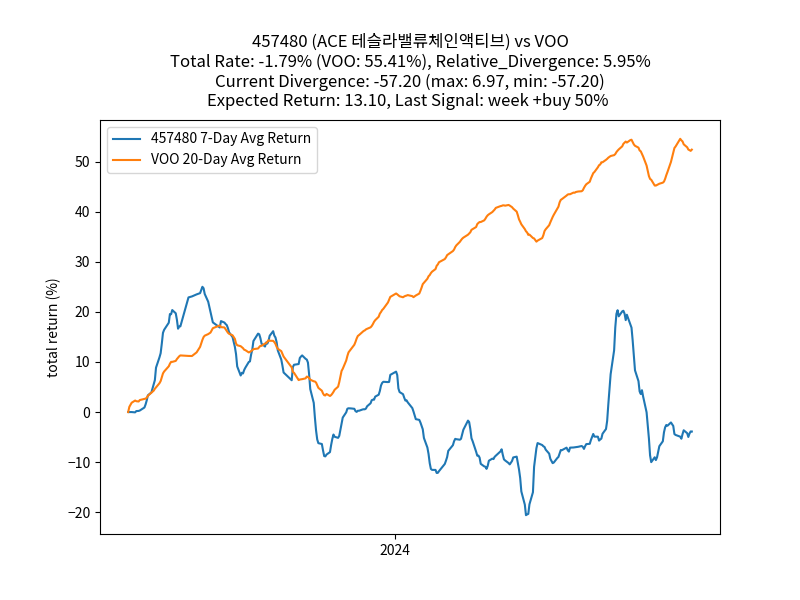 457480 (ACE 테슬라밸류체인액티브) vs VOO
Total Rate: -1.79% (VOO: 55.41%), Relative_Divergence: 5.95%
Current Divergence: -57.20 (max: 6.97, min: -57.20)
Expected Return: 13.10, Last Signal: week +buy 50%
457480 7-Day Avg Return
VOO 20-Day Avg Return
total return (%)
50
40
30
20
10
0
−10
−20
2024